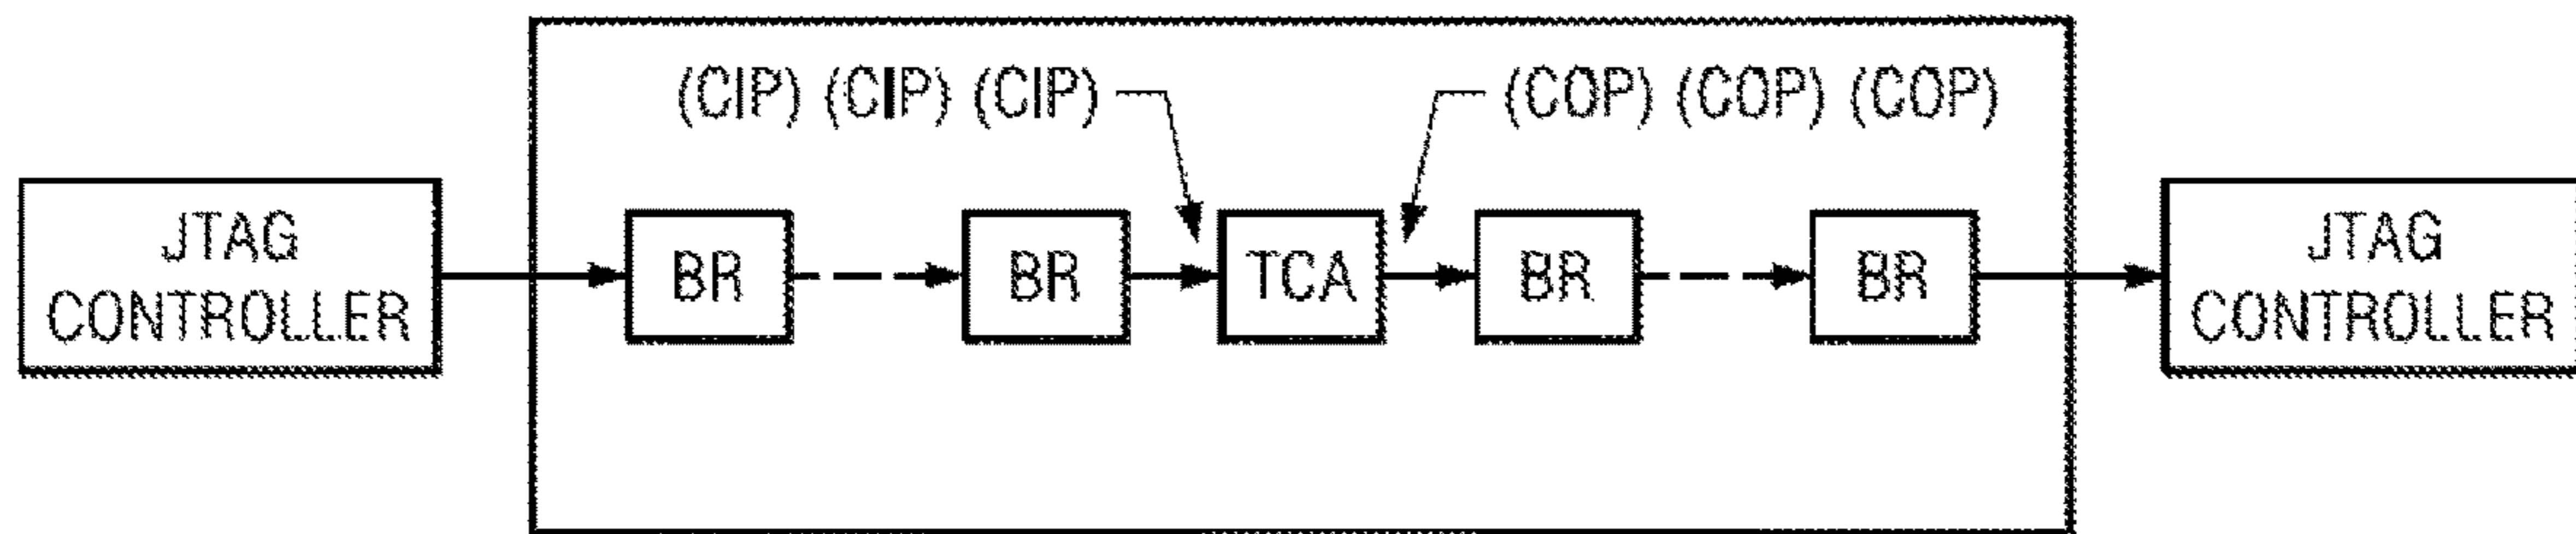 (CIP) (CIP) (CIP)
(COP) (COP) (COP)
JTAG
CONTROLLER
BR
BR
TCA
BR
BR
JTAG
CONTROLLER